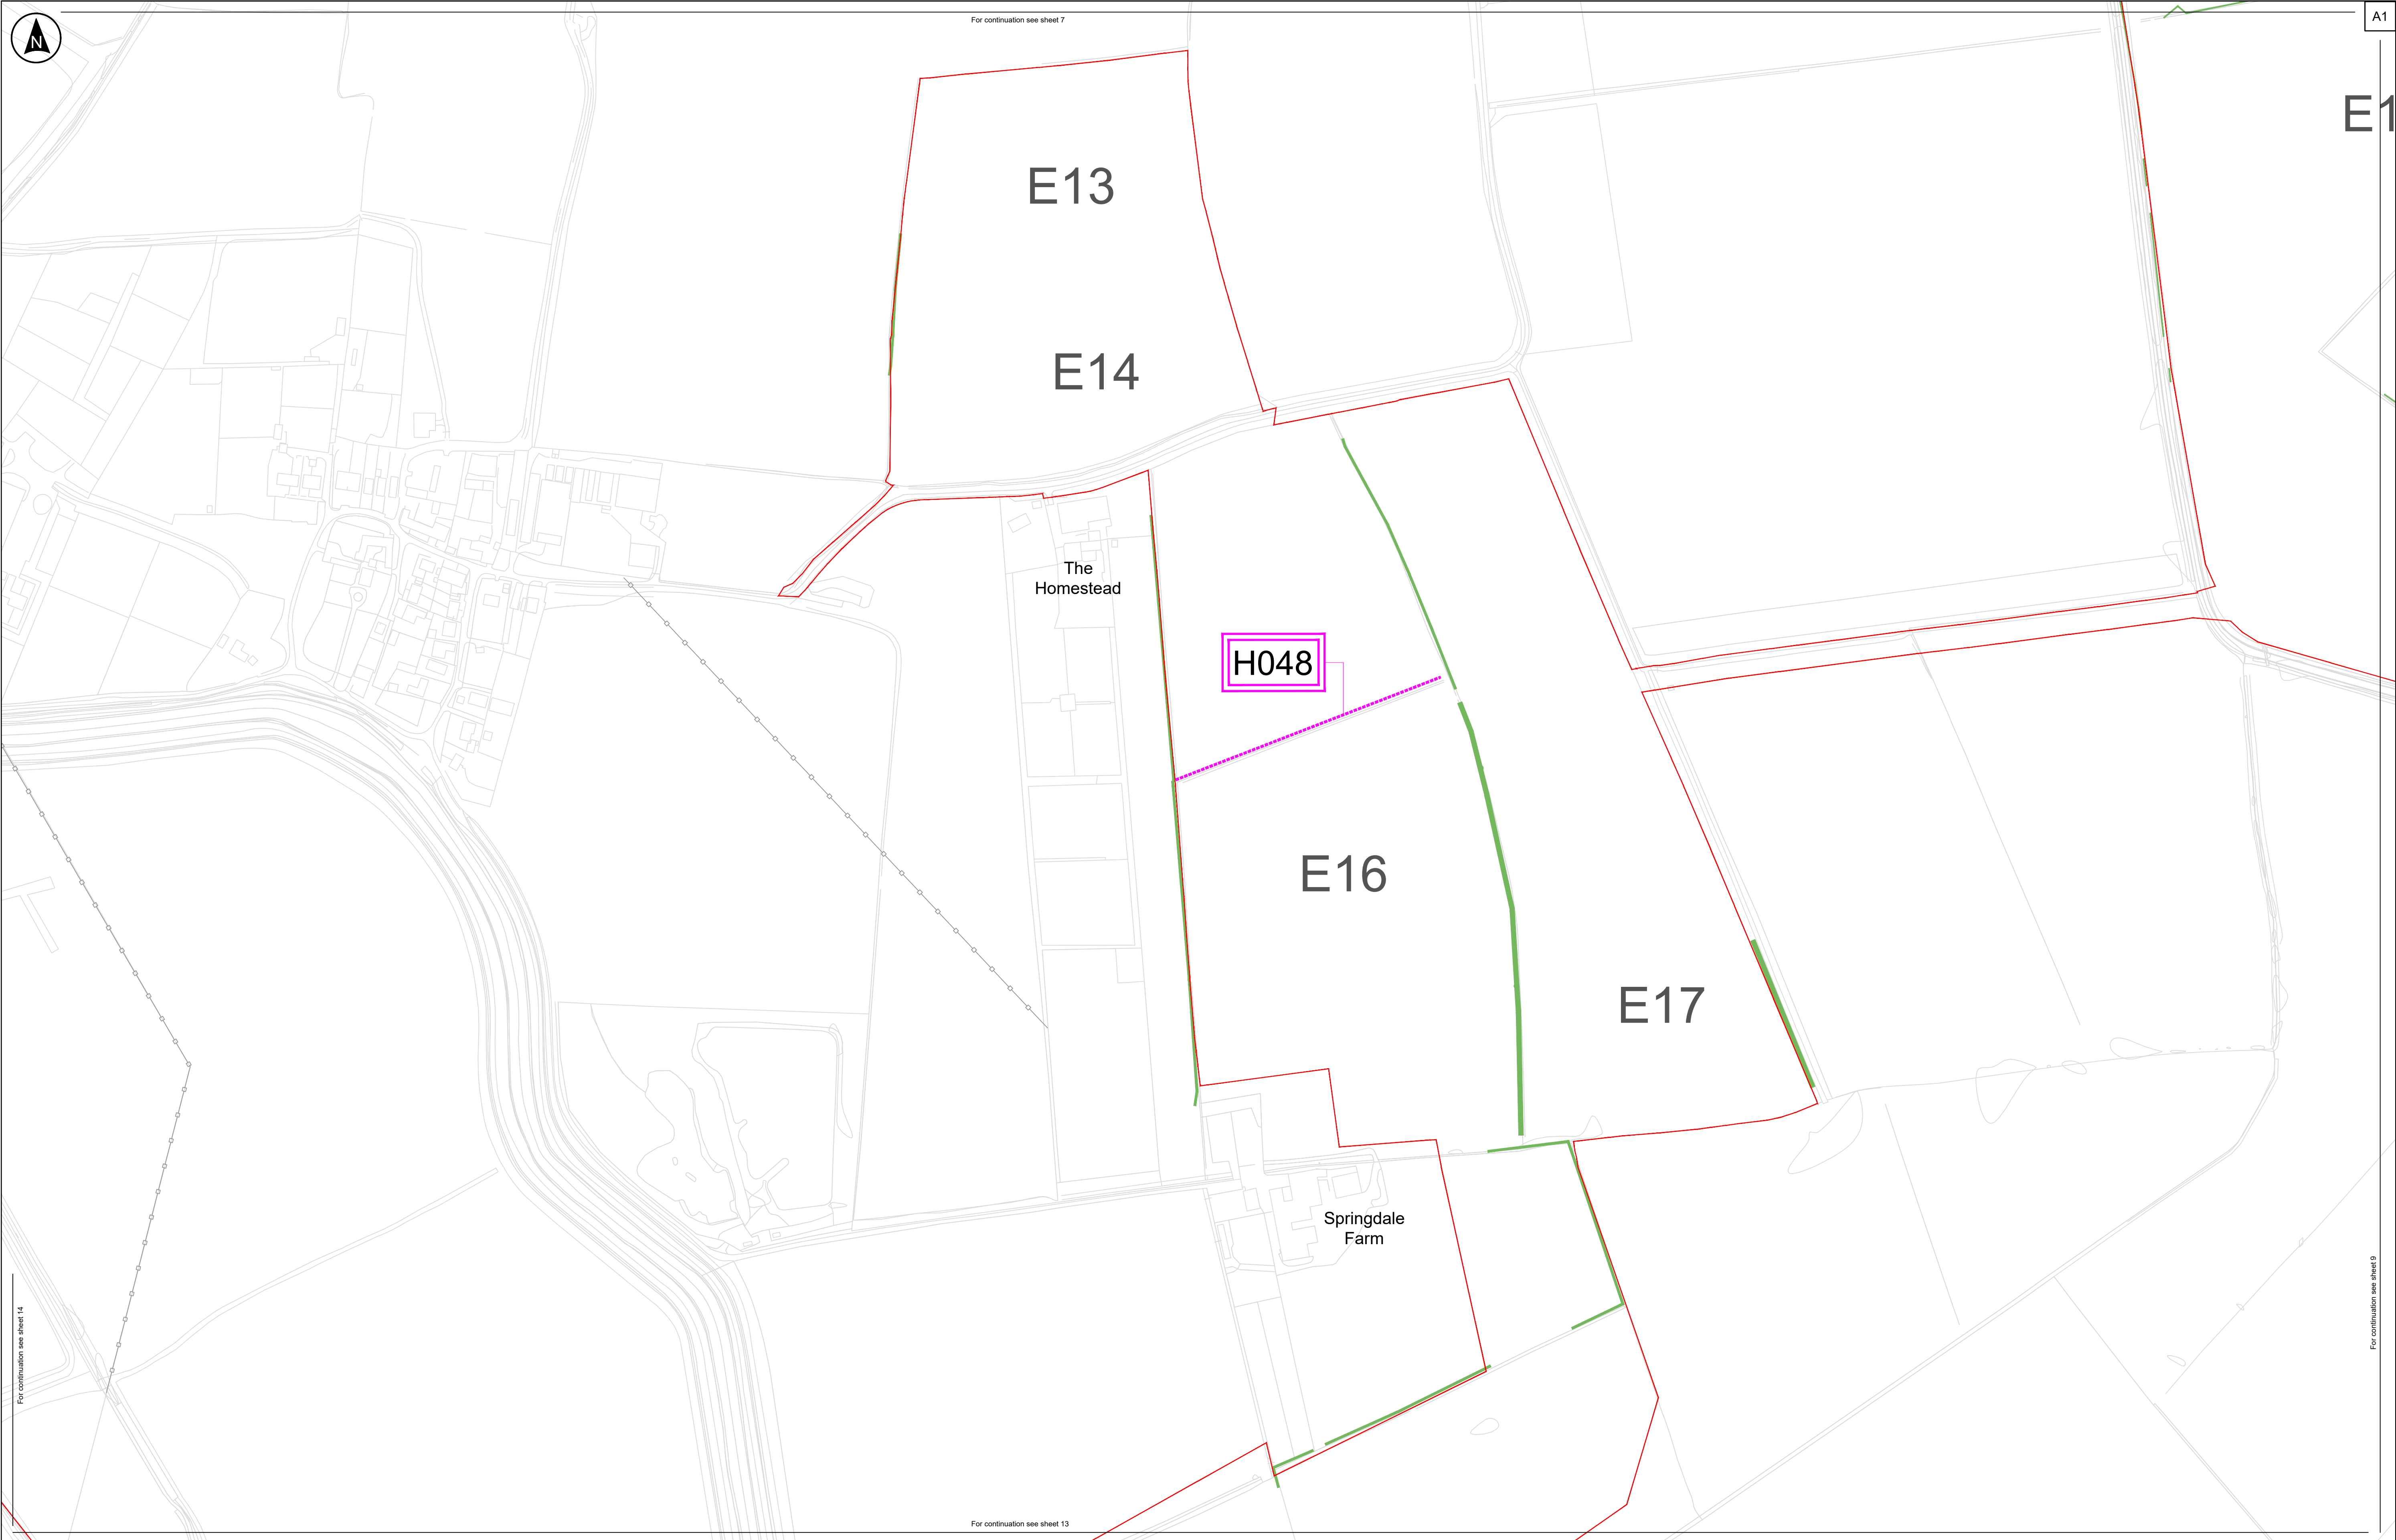 For continuation see sheet 7
A1
N
E1
E13
E14
The
Homestead
H048
E16
E17
Springdale
Farm
For continuation see sheet 14
For continuation see sheet 9
For continuation see sheet 13